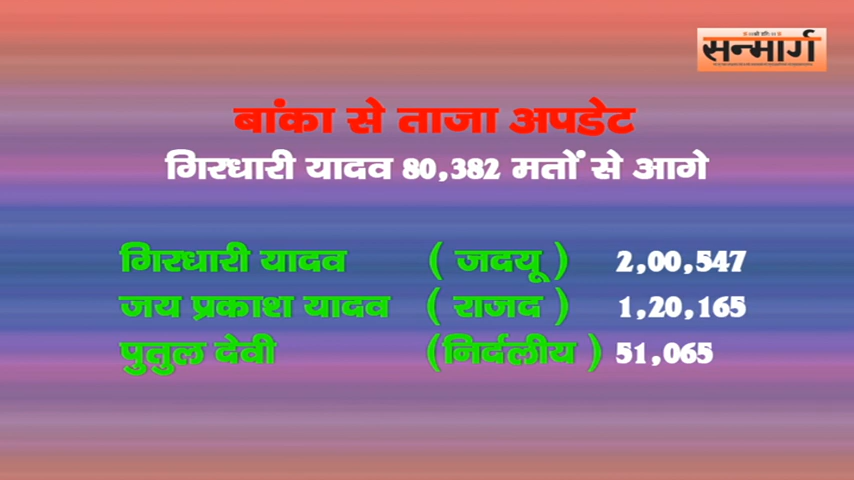 सन्मार्ग
बांका से ताजा अपडेट
गिरधारी यादव 80,382 मतों से आगे
गिरधारी यादव ( जदयू ) 2,00,547
जय प्रकाश यादव ( राजद ) 1,20,165
पुतुल देवी (निर्दलीय ) 51,065